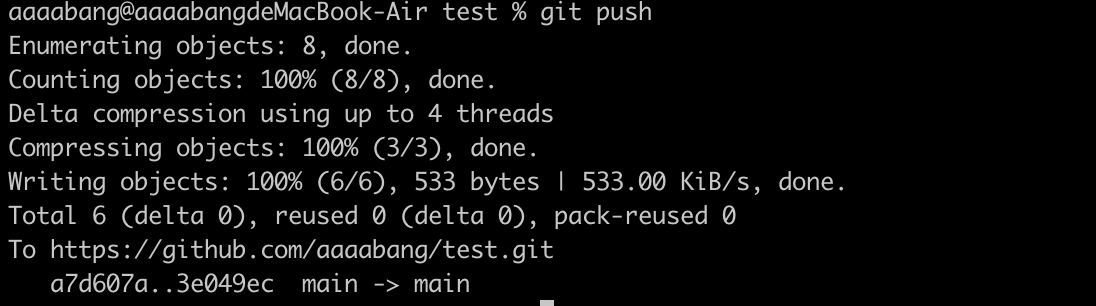 aaaabang@aaaabangdeMacBook-Air test % git push
Enumerating objects: 8, done.
Counting objects: 100% (8/8), done.
Delta compression using up to 4 threads
Compressing objects: 100% (3/3), done.
Writing objects: 100% (6/6), 533 bytes | 533.00 KiB/s, done.
Total 6 (delta 0), reused 0 (delta 0), pack-reused 0
To https://github.com/aaaabang/test.git
   a7d607a..3e049ec  main -> main